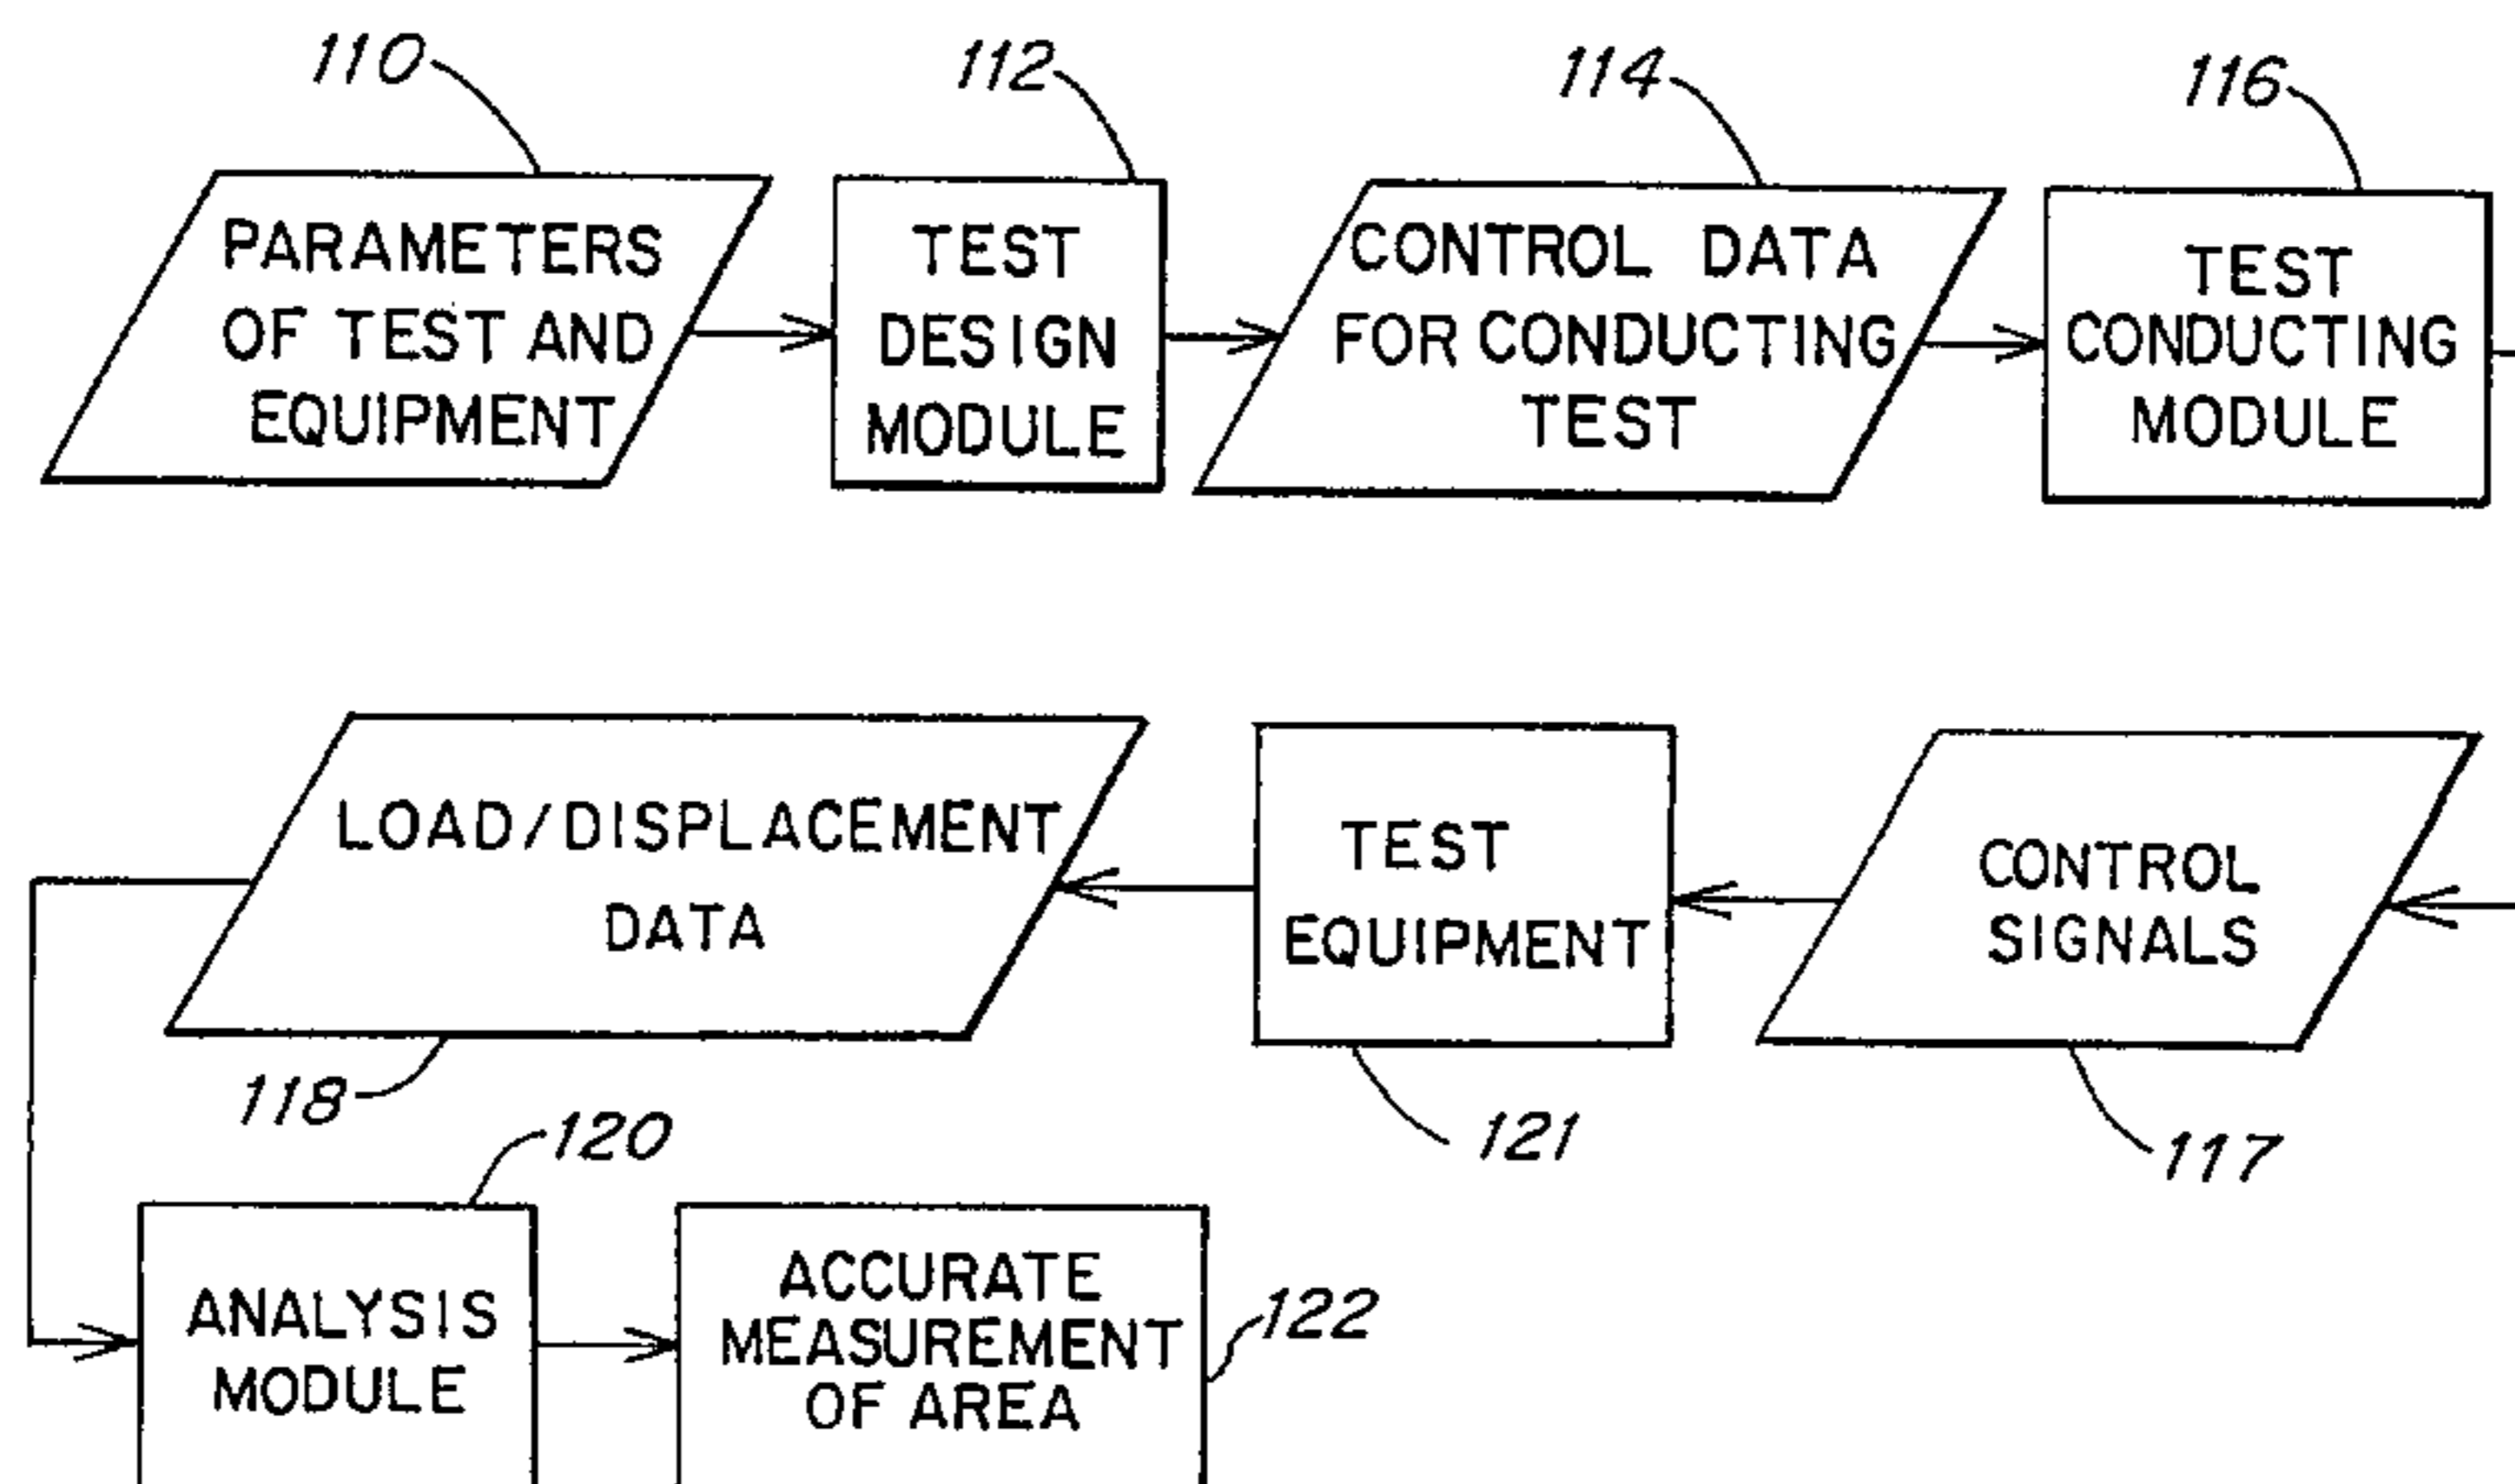 110
112
114
116
PARAMETERS
OF TEST AND
EQUIPMENT
TEST
DESIGN
MODULE
CONTROL DATA
FOR CONDUCTING
TEST
TEST
CONDUCTING
MODULE
LOAD/DISPLACEMENT
DATA
TEST
EQUIPMENT
CONTROL
SIGNALS
118
120
121
117
ANALYSIS
MODULE
ACCURATE
MEASUREMENT
OF AREA
122